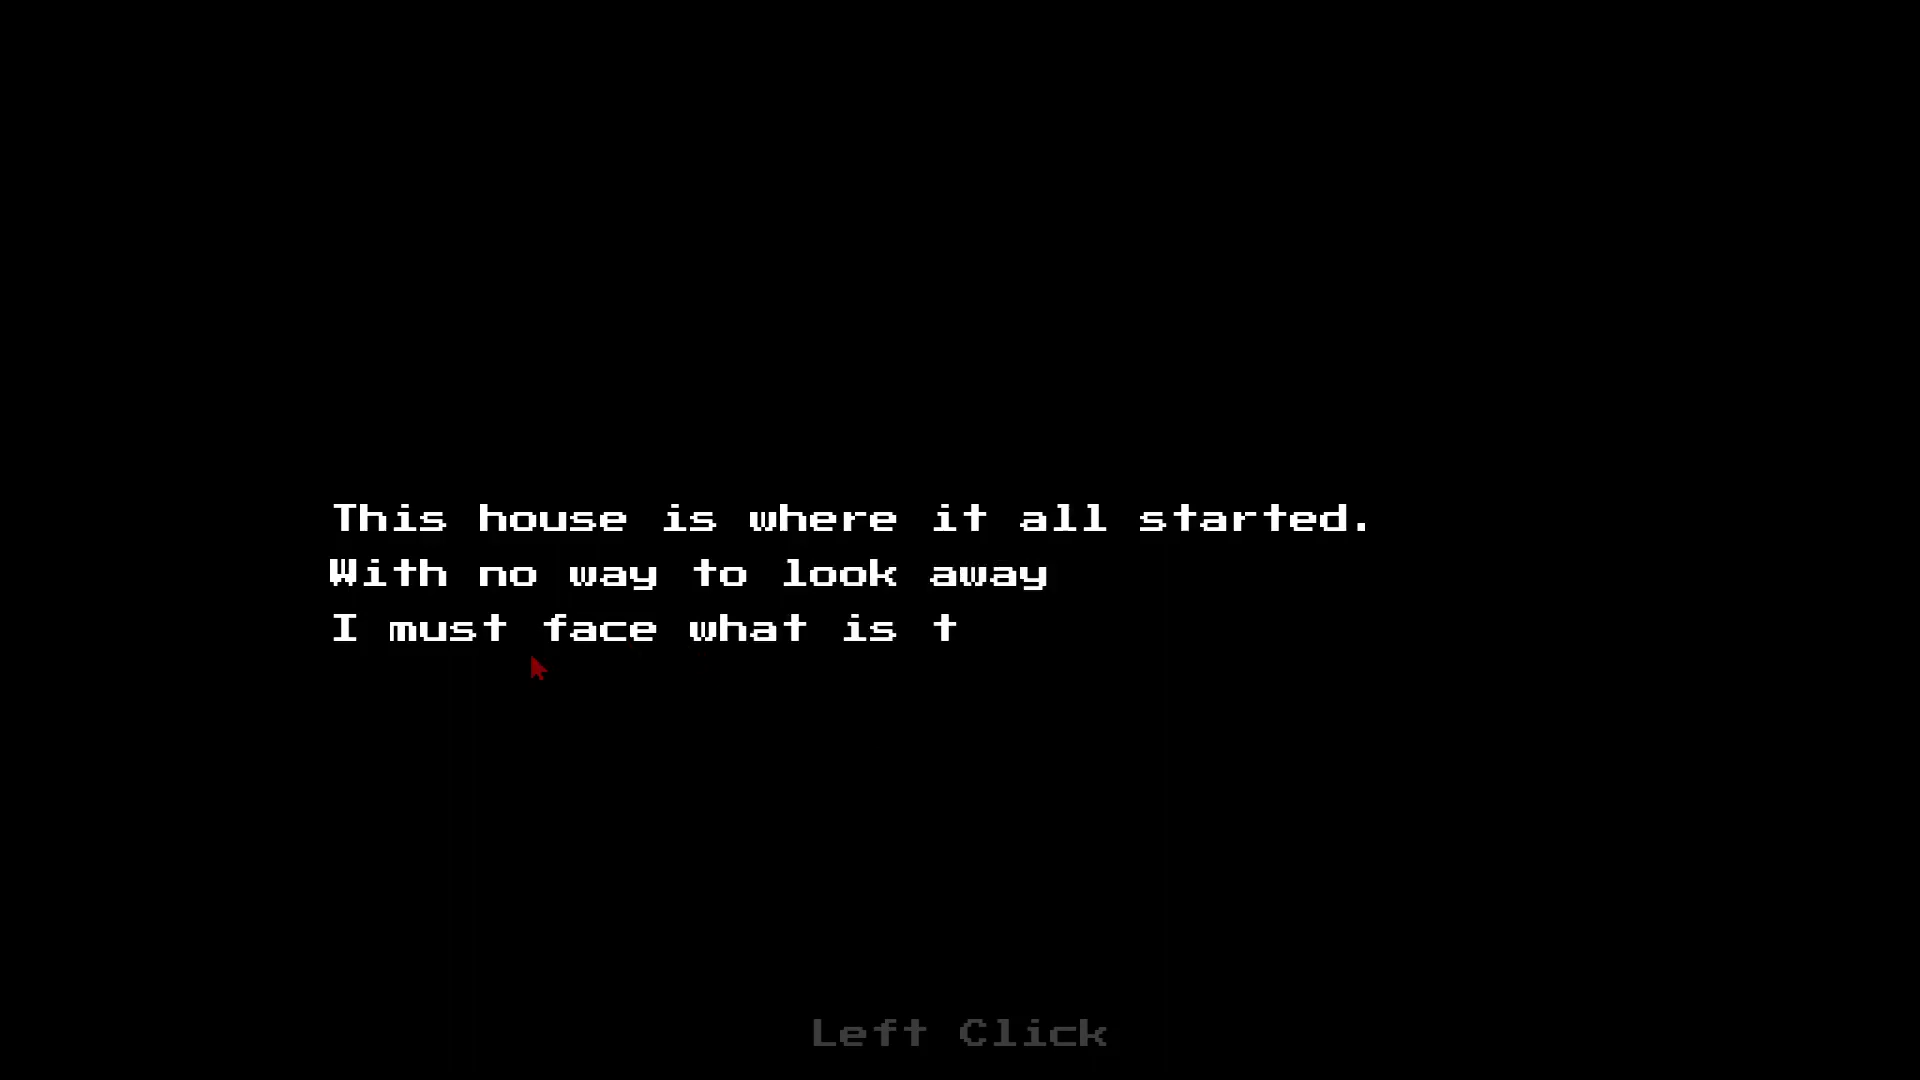 This house is where it all started.
With no way to look away
I must face what is t
Left Click